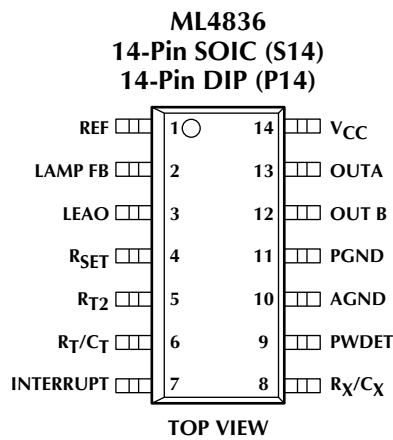 ML4836
14-Pin SOIC (S14)
14-Pin DIP (P14)
REF 1 14 VCC
LAMP FB 2 13 OUTA
LEAO 3 12 OUT B
RSET 4 11 PGND
RT2 5 10 AGND
RT/CT 6 9 PWDET
INTERRUPT 7 8 RX/CX
TOP VIEW